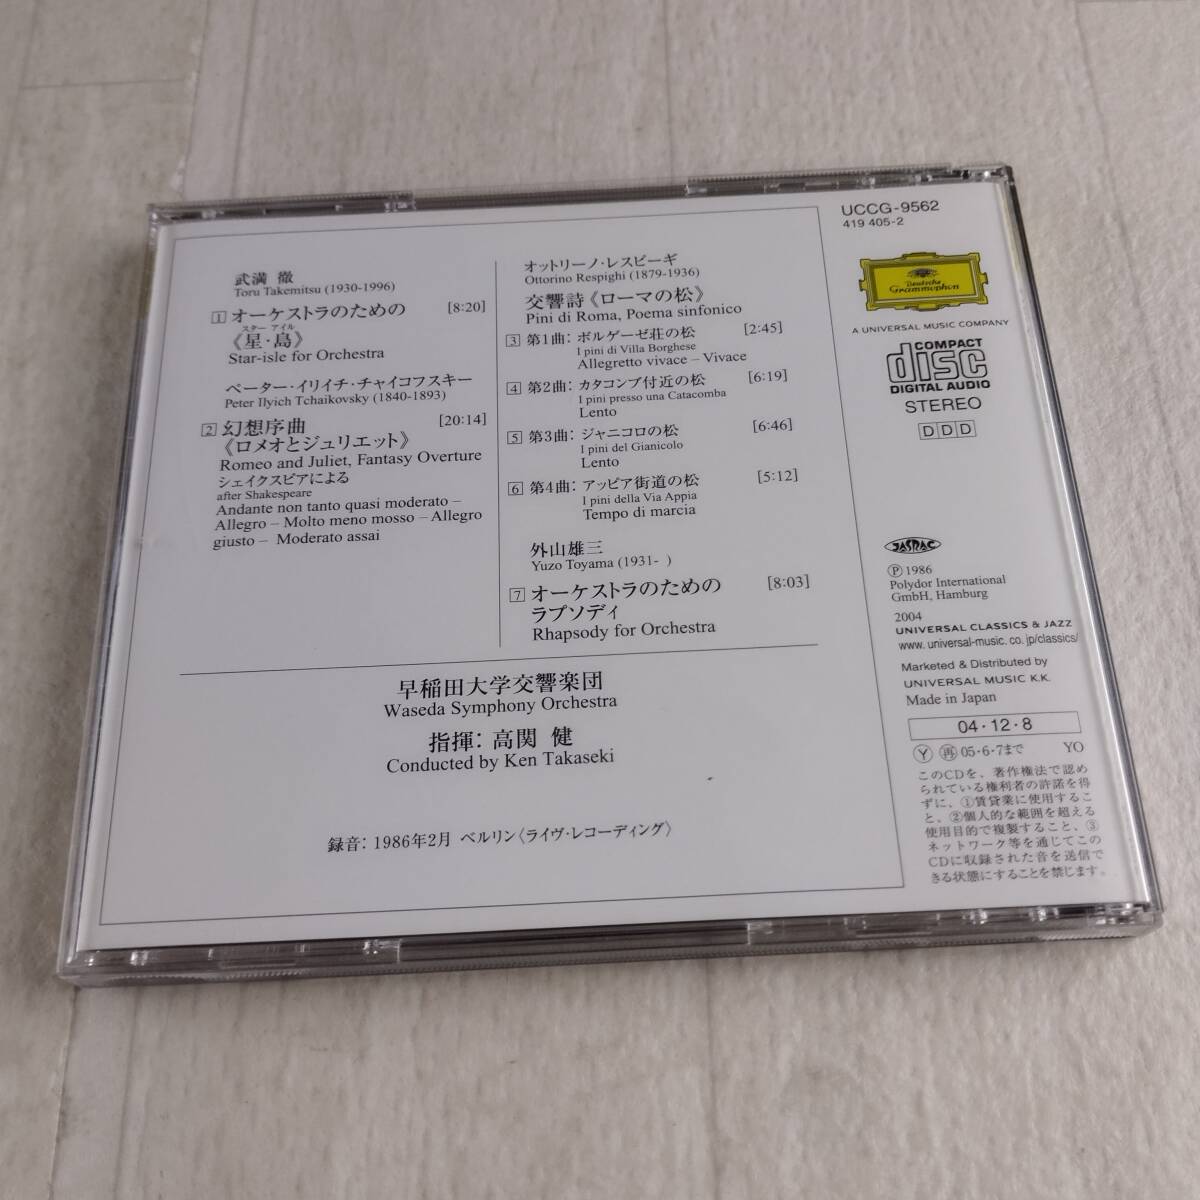 武満 徹
Toru Takemitsu (1930-1996)
1 オーケストラのための [8:20]
スター アイル
《星・島》
Star-isle for Orchestra
ペーター・イリイチ・チャイコフスキー
Peter Ilyich Tchaikovsky (1840-1893)
2 幻想序曲 [20:14]
《ロメオとジュリエット》
Romeo and Juliet, Fantasy Overture
シェイクスピアによる
after Shakespeare
Andante non tanto quasi moderato –
Allegro – Molto meno mosso – Allegro
giusto – Moderato assai
オットリーノ・レスピーギ
Ottorino Respighi (1879-1936)
交響詩《ローマの松》
Pini di Roma, Poema sinfonico
3 第1曲: ボルゲーゼ荘の松 [2:45]
I pini di Villa Borghese
Allegretto vivace – Vivace
4 第2曲: カタコンブ付近の松 [6:19]
I pini presso una Catacomba
Lento
5 第3曲: ジャニコロの松 [6:46]
I pini del Gianicolo
Lento
6 第4曲: アッピア街道の松 [5:12]
I pini della Via Appia
Tempo di marcia
外山雄三
Yuzo Toyama (1931- )
7 オーケストラのための [8:03]
ラプソディ
Rhapsody for Orchestra
早稲田大学交響楽団
Waseda Symphony Orchestra
指揮: 高関 健
Conducted by Ken Takaseki
録音: 1986年2月 ベルリン〈ライヴ・レコーディング〉
UCCG-9562
419 405-2
Deutsche
Grammophon
A UNIVERSAL MUSIC COMPANY
COMPACT
disc
DIGITAL AUDIO
STEREO
DDD
JASRAC
Ⓟ 1986
Polydor International
GmbH, Hamburg
2004
UNIVERSAL CLASSICS & JAZZ
www.universal-music.co.jp/classics/
Marketed & Distributed by
UNIVERSAL MUSIC K.K.
Made in Japan
04・12・8
Ⓨ 再 05・6・7まで YO
このCDを、著作権法で認め
られている権利者の許諾を得
ずに、①賃貸業に使用するこ
と、②個人的な範囲を超える
使用目的で複製すること、③
ネットワーク等を通じてこの
CDに収録された音を送信で
きる状態にすることを禁じます。